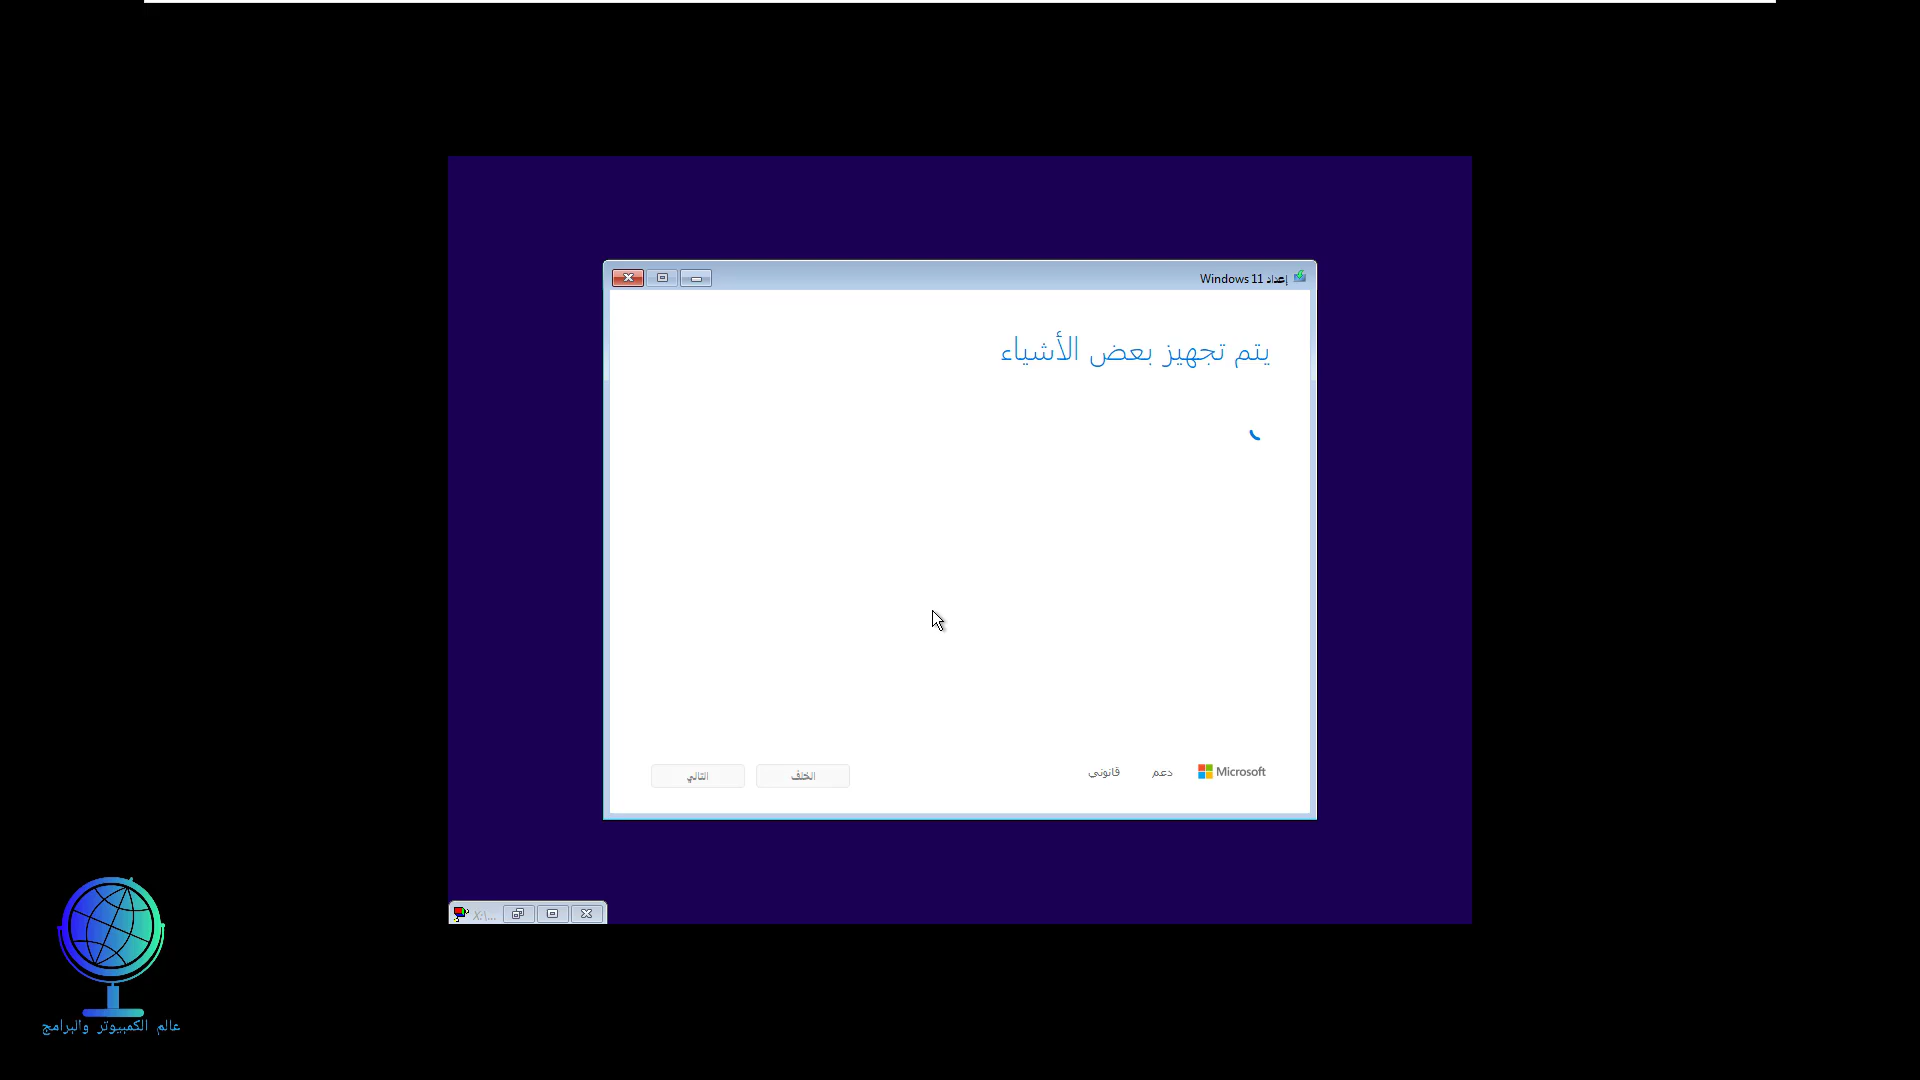 إعداد Windows 11
يتم تجهيز بعض الأشياء
Microsoft
دعم
قانوني
الخلف
التالي
X:\...
عالم الكمبيوتر والبرامج